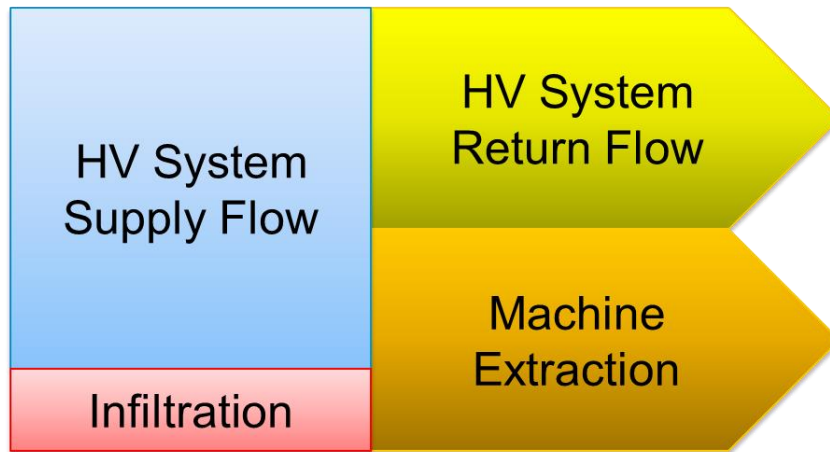 HV System
Supply Flow
Infiltration
HV System
Return Flow
Machine
Extraction